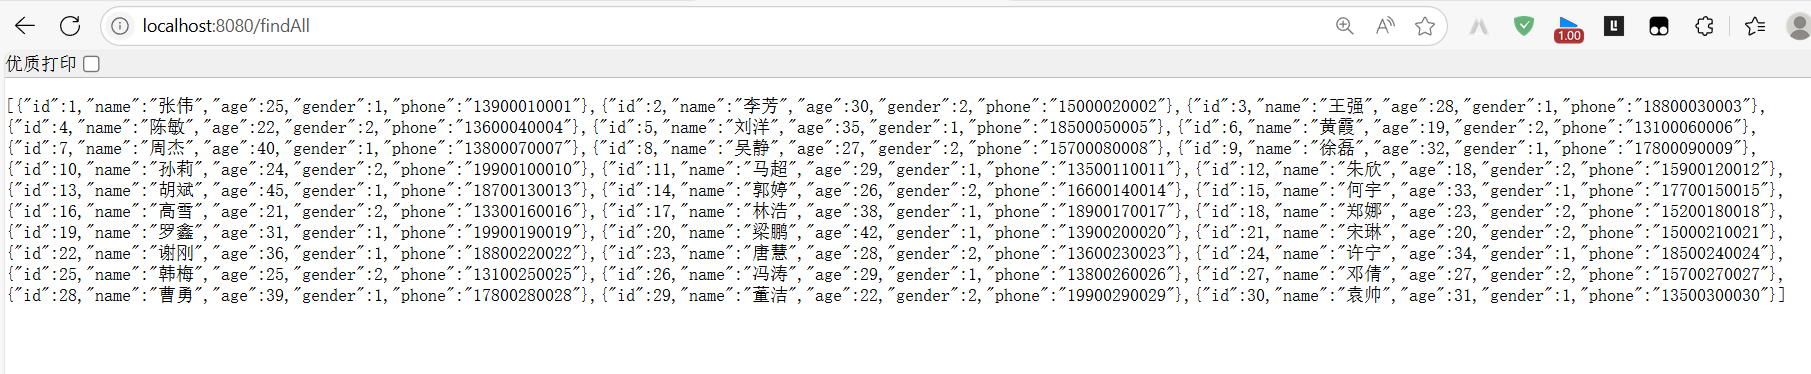 localhost:8080/findAll
1.00
优质打印
[{"id":1,"name":"张伟","age":25,"gender":1,"phone":"13900010001"},{"id":2,"name":"李芳","age":30,"gender":2,"phone":"15000020002"},{"id":3,"name":"王强","age":28,"gender":1,"phone":"18800030003"},
{"id":4,"name":"陈敏","age":22,"gender":2,"phone":"13600040004"},{"id":5,"name":"刘洋","age":35,"gender":1,"phone":"18500050005"},{"id":6,"name":"黄霞","age":19,"gender":2,"phone":"13100060006"},
{"id":7,"name":"周杰","age":40,"gender":1,"phone":"13800070007"},{"id":8,"name":"吴静","age":27,"gender":2,"phone":"15700080008"},{"id":9,"name":"徐磊","age":32,"gender":1,"phone":"17800090009"},
{"id":10,"name":"孙莉","age":24,"gender":2,"phone":"19900100010"},{"id":11,"name":"马超","age":29,"gender":1,"phone":"13500110011"},{"id":12,"name":"朱欣","age":18,"gender":2,"phone":"15900120012"},
{"id":13,"name":"胡斌","age":45,"gender":1,"phone":"18700130013"},{"id":14,"name":"郭婷","age":26,"gender":2,"phone":"16600140014"},{"id":15,"name":"何宇","age":33,"gender":1,"phone":"17700150015"},
{"id":16,"name":"高雪","age":21,"gender":2,"phone":"13300160016"},{"id":17,"name":"林浩","age":38,"gender":1,"phone":"18900170017"},{"id":18,"name":"郑娜","age":23,"gender":2,"phone":"15200180018"},
{"id":19,"name":"罗鑫","age":31,"gender":1,"phone":"19900190019"},{"id":20,"name":"梁鹏","age":42,"gender":1,"phone":"13900200020"},{"id":21,"name":"宋琳","age":20,"gender":2,"phone":"15000210021"},
{"id":22,"name":"谢刚","age":36,"gender":1,"phone":"18800220022"},{"id":23,"name":"唐慧","age":28,"gender":2,"phone":"13600230023"},{"id":24,"name":"许宁","age":34,"gender":1,"phone":"18500240024"},
{"id":25,"name":"韩梅","age":25,"gender":2,"phone":"13100250025"},{"id":26,"name":"冯涛","age":29,"gender":1,"phone":"13800260026"},{"id":27,"name":"邓倩","age":27,"gender":2,"phone":"15700270027"},
{"id":28,"name":"曹勇","age":39,"gender":1,"phone":"17800280028"},{"id":29,"name":"董洁","age":22,"gender":2,"phone":"19900290029"},{"id":30,"name":"袁帅","age":31,"gender":1,"phone":"13500300030"}]